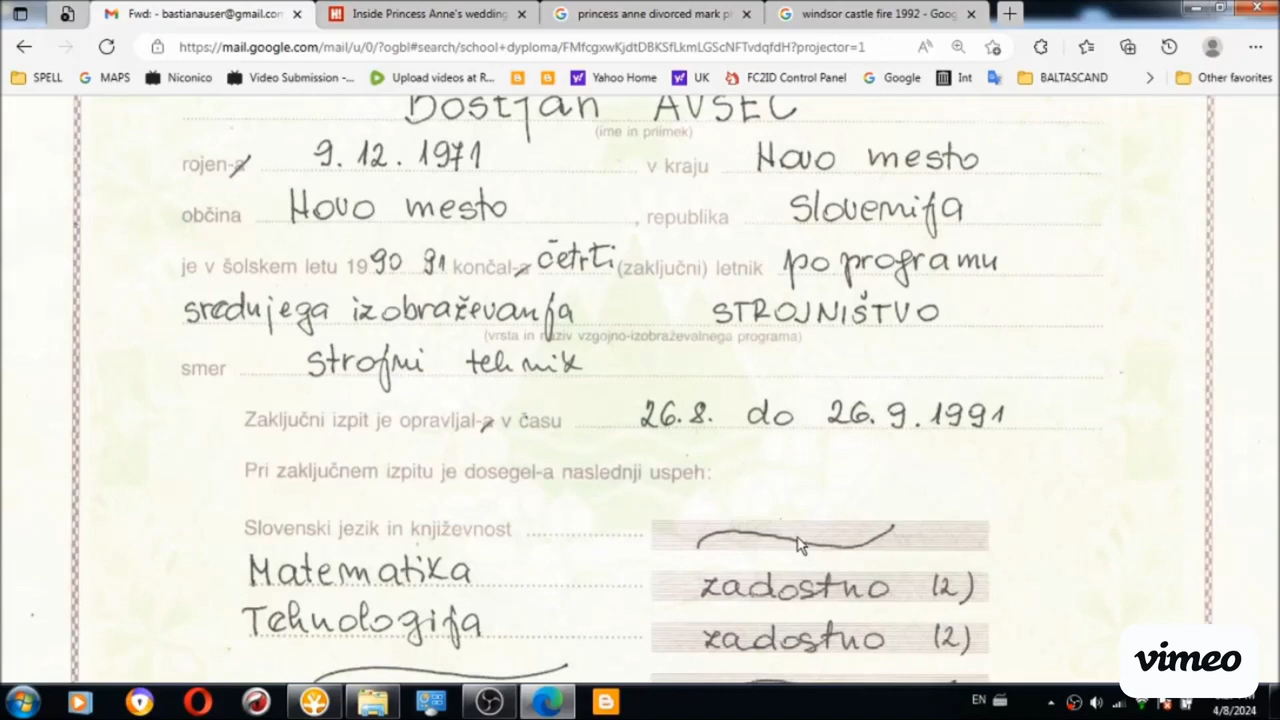 Fwd: - bastianauser@gmail.com
Inside Princess Anne's wedding
princess anne divorced mark ph
windsor castle fire 1992 - Goog
https://mail.google.com/mail/u/0/?ogbl#search/school+dyploma/FMfcgxwKjdtDBKSfLkmLGScNFTvdqfdH?projector=1
SPELL MAPS Niconico Video Submission -... Upload videos at R... Yahoo Home UK FC2ID Control Panel Google Int BALTASCAND Other favorites
Boštjan AVSEC
(ime in priimek)
rojen-a 9. 12. 1971 v kraju Novo mesto
občina Novo mesto, republika Slovenija
je v šolskem letu 19 90 91 končal-a četrti (zaključni) letnik po programu
srednjega izobraževanja STROJNIŠTVO
(vrsta in naziv vzgojno-izobraževalnega programa)
smer strojni tehnik
Zaključni izpit je opravljal-a v času 26.8. do 26.9.1991
Pri zaključnem izpitu je dosegel-a naslednji uspeh:
Slovenski jezik in književnost
Matematika zadostno (2)
Tehnologija zadostno (2)
vimeo
EN
4/8/2024